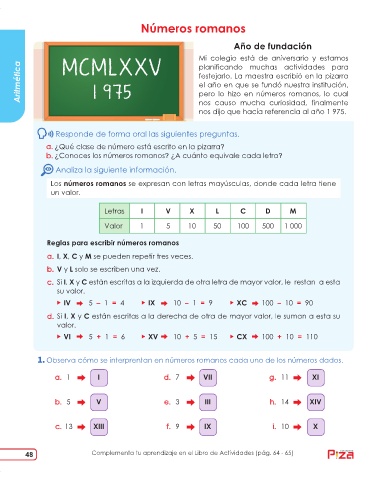 Números romanos
Aritmética
MCMLXXV
1 975
Año de fundación
Mi colegio está de aniversario y estamos
planificando muchas actividades para
festejarlo. La maestra escribió en la pizarra
el año en que se fundó nuestra institución,
pero lo hizo en números romanos, lo cual
nos causo mucha curiosidad, finalmente
nos dijo que hacía referencia al año 1 975.
Responde de forma oral las siguientes preguntas.
a. ¿Qué clase de número está escrito en la pizarra?
b. ¿Conoces los números romanos? ¿A cuánto equivale cada letra?
Analiza la siguiente información.
Los números romanos se expresan con letras mayúsculas, donde cada letra tiene
un valor.
Letras I V X L C D M
Valor 1 5 10 50 100 500 1 000
Reglas para escribir números romanos
a. I, X, C y M se pueden repetir tres veces.
b. V y L solo se escriben una vez.
c. Si I, X y C están escritas a la izquierda de otra letra de mayor valor, le restan a esta
su valor.
IV ➡ 5 – 1 = 4 IX ➡ 10 – 1 = 9 XC ➡ 100 – 10 = 90
d. Si I, X y C están escritas a la derecha de otra de mayor valor, le suman a esta su
valor.
VI ➡ 5 + 1 = 6 XV ➡ 10 + 5 = 15 CX ➡ 100 + 10 = 110
1. Observa cómo se interpretan en números romanos cada uno de los números dados.
a. 1 ➡ I d. 7 ➡ VII g. 11 ➡ XI
b. 5 ➡ V e. 3 ➡ III h. 14 ➡ XIV
c. 13 ➡ XIII f. 9 ➡ IX i. 10 ➡ X
48 Complementa tu aprendizaje en el Libro de Actividades (pág. 64 - 65)
Piza